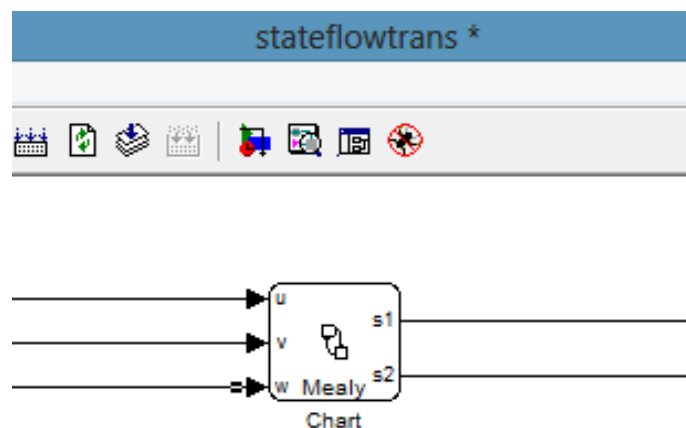 stateflowtrans *
u
s1
v
s2
w
Mealy
Chart